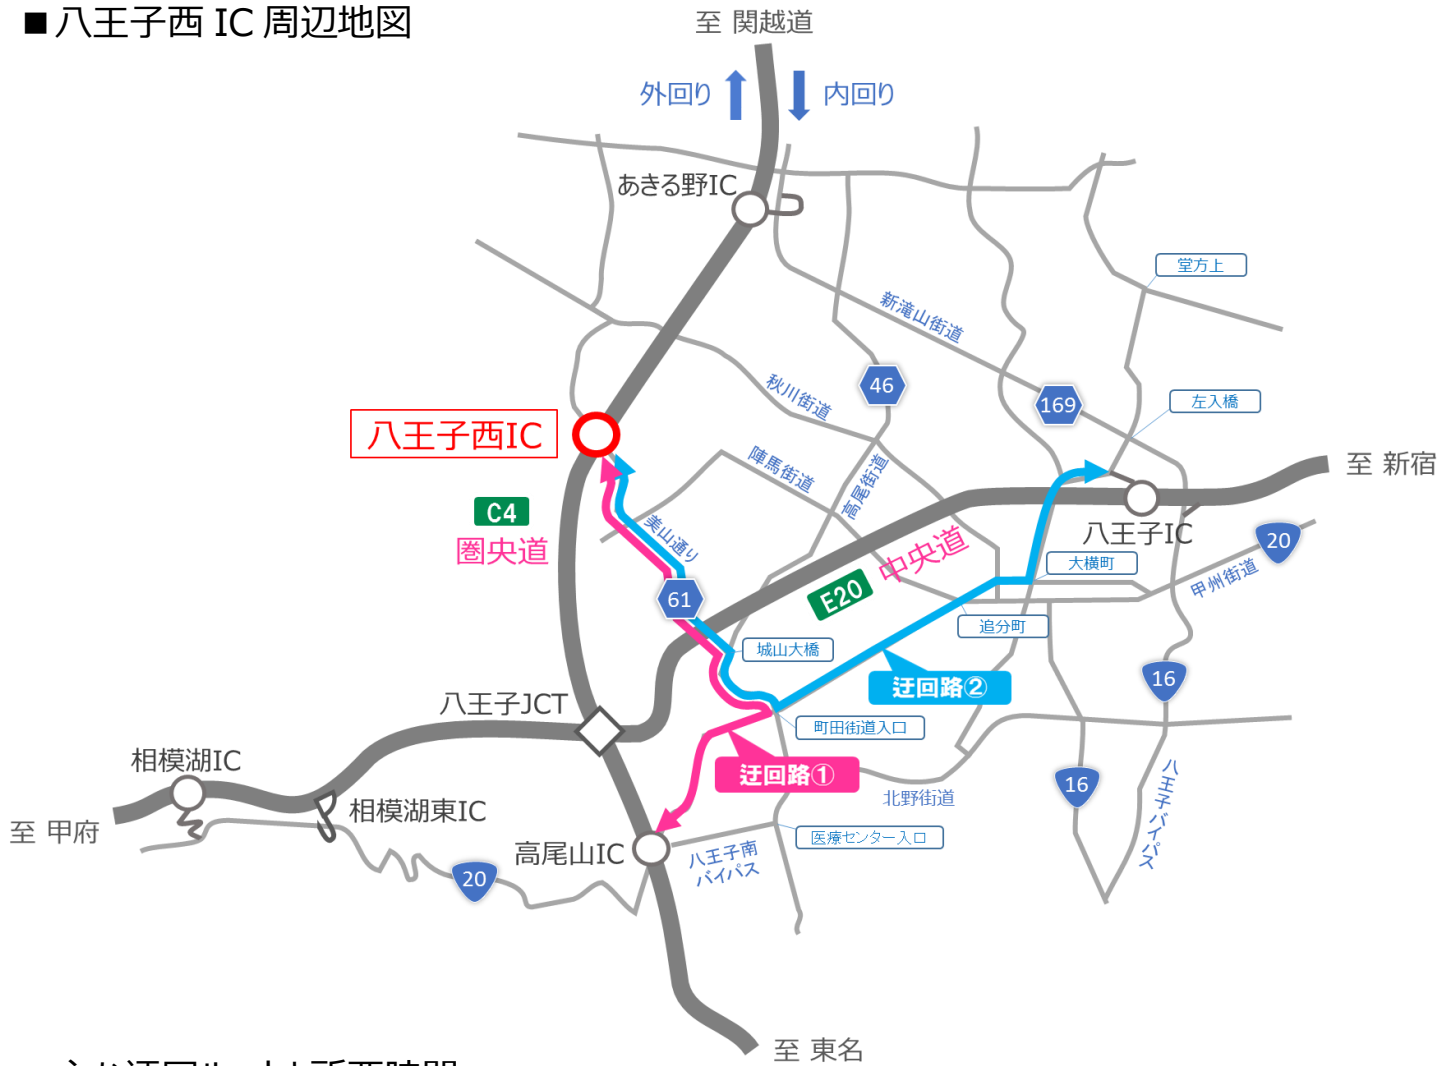 ■八王子西 IC 周辺地図
至 関越道
外回り
内回り
あきる野IC
堂方上
新滝山街道
秋川街道
46
169
左入橋
八王子西IC
陣馬街道
高尾街道
至 新宿
C4
圏央道
美山通り
中央道
八王子IC
20
大横町
甲州街道
E20
61
追分町
城山大橋
迂回路②
16
八王子JCT
町田街道入口
相模湖IC
迂回路①
16
八王子バイパス
北野街道
相模湖東IC
至 甲府
医療センター入口
高尾山IC
八王子南
バイパス
20
至 東名